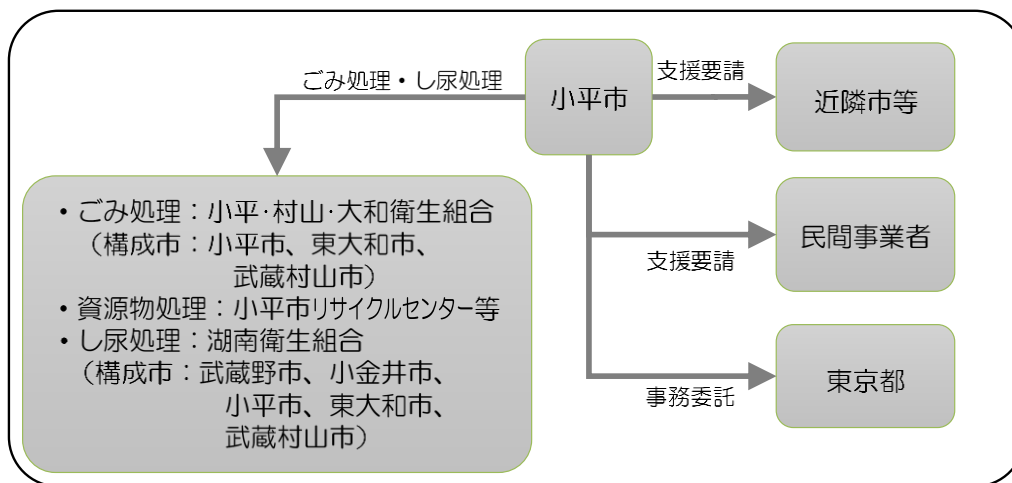 ごみ処理・し尿処理
小平市
支援要請
近隣市等
・ごみ処理：小平･村山･大和衛生組合
（構成市：小平市、東大和市、
武蔵村山市）
・資源物処理：小平市リサイクルセンター等
・し尿処理：湖南衛生組合
（構成市：武蔵野市、小金井市、
小平市、東大和市、
武蔵村山市）
民間事業者
支援要請
東京都
事務委託